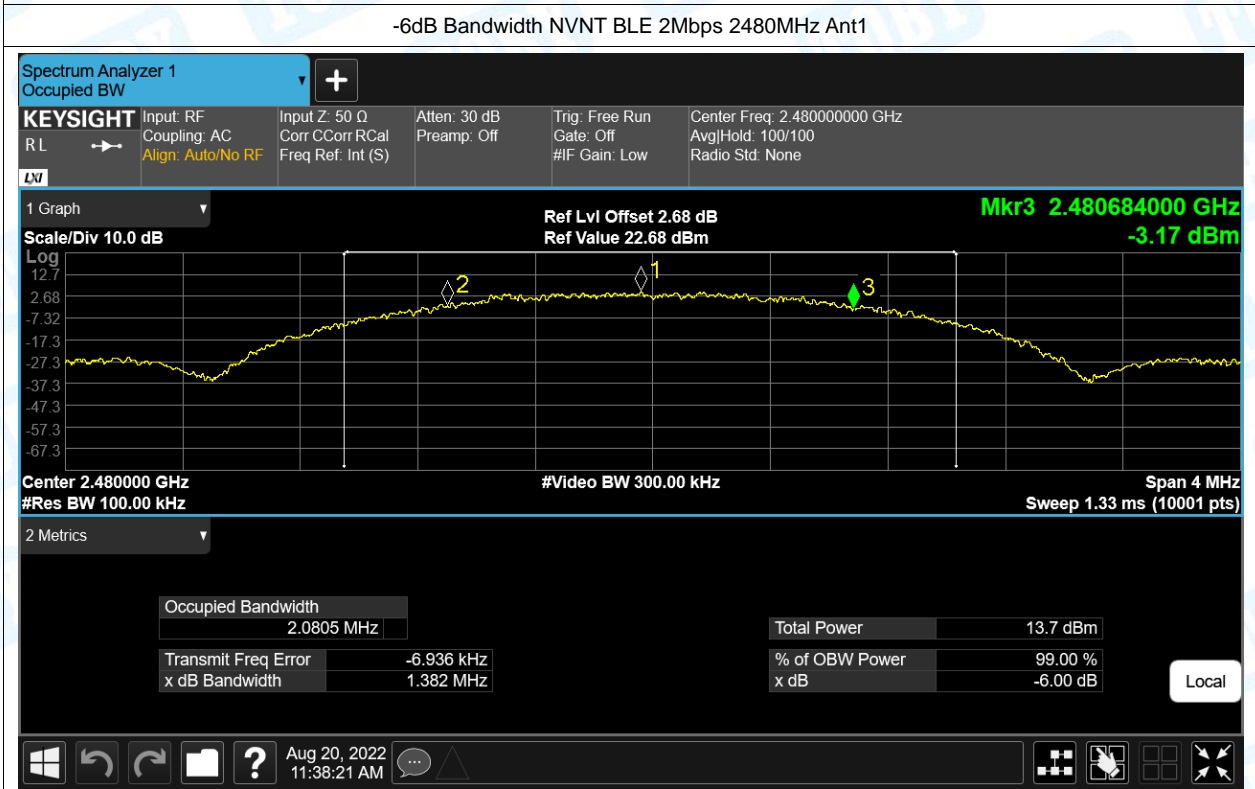 -6dB Bandwidth NVNT BLE 2Mbps 2480MHz Ant1
Spectrum Analyzer 1
Occupied BW
KEYSIGHT
R L
LXI
Input: RF
Coupling: AC
Align: Auto/No RF
Input Z: 50 Ω
Corr CCorr RCal
Freq Ref: Int (S)
Atten: 30 dB
Preamp: Off
Trig: Free Run
Gate: Off
#IF Gain: Low
Center Freq: 2.480000000 GHz
Avg|Hold: 100/100
Radio Std: None
1 Graph
Scale/Div 10.0 dB
Ref Lvl Offset 2.68 dB
Ref Value 22.68 dBm
Mkr3 2.480684000 GHz
-3.17 dBm
Log
12.7
2.68
-7.32
-17.3
-27.3
-37.3
-47.3
-57.3
-67.3
2
1
3
Center 2.480000 GHz
#Res BW 100.00 kHz
#Video BW 300.00 kHz
Span 4 MHz
Sweep 1.33 ms (10001 pts)
2 Metrics
Occupied Bandwidth
2.0805 MHz
Transmit Freq Error -6.936 kHz
x dB Bandwidth 1.382 MHz
Total Power 13.7 dBm
% of OBW Power 99.00 %
x dB -6.00 dB
Local
Aug 20, 2022
11:38:21 AM